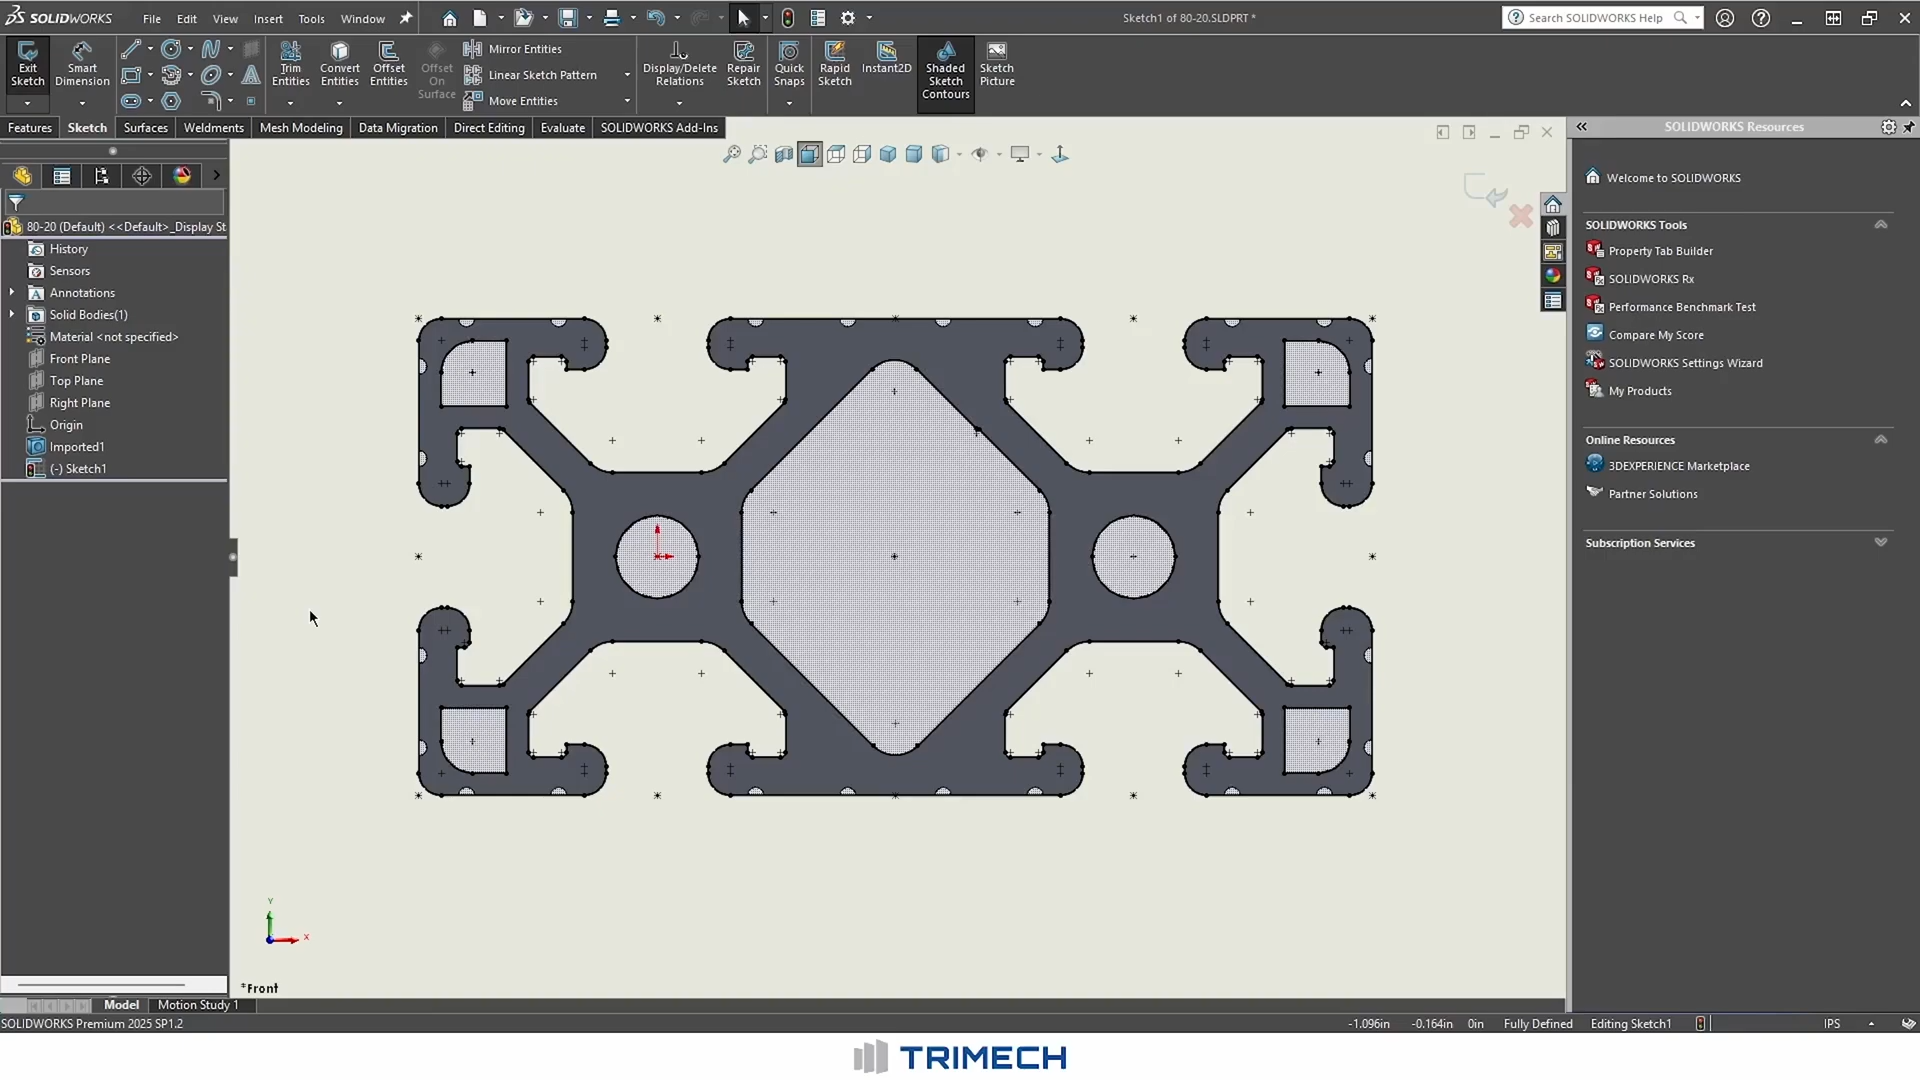 SOLIDWORKS
File Edit View Insert Tools Window
Sketch1 of 80-20.SLDPRT *
Search SOLIDWORKS Help
Exit Sketch
Smart Dimension
Trim Entities
Convert Entities
Offset Entities
Offset On Surface
Mirror Entities
Linear Sketch Pattern
Move Entities
Display/Delete Relations
Repair Sketch
Quick Snaps
Rapid Sketch
Instant2D
Shaded Sketch Contours
Sketch Picture
Features Sketch Surfaces Weldments Mesh Modeling Data Migration Direct Editing Evaluate SOLIDWORKS Add-Ins
80-20 (Default) <<Default>_Display St
History
Sensors
Annotations
Solid Bodies(1)
Material <not specified>
Front Plane
Top Plane
Right Plane
Origin
Imported1
(-) Sketch1
SOLIDWORKS Resources
Welcome to SOLIDWORKS
SOLIDWORKS Tools
Property Tab Builder
SOLIDWORKS Rx
Performance Benchmark Test
Compare My Score
SOLIDWORKS Settings Wizard
My Products
Online Resources
3DEXPERIENCE Marketplace
Partner Solutions
Subscription Services
Y
X
*Front
Model Motion Study 1
SOLIDWORKS Premium 2025 SP1.2
-1.096in -0.164in 0in Fully Defined Editing Sketch1 IPS
TRIMECH